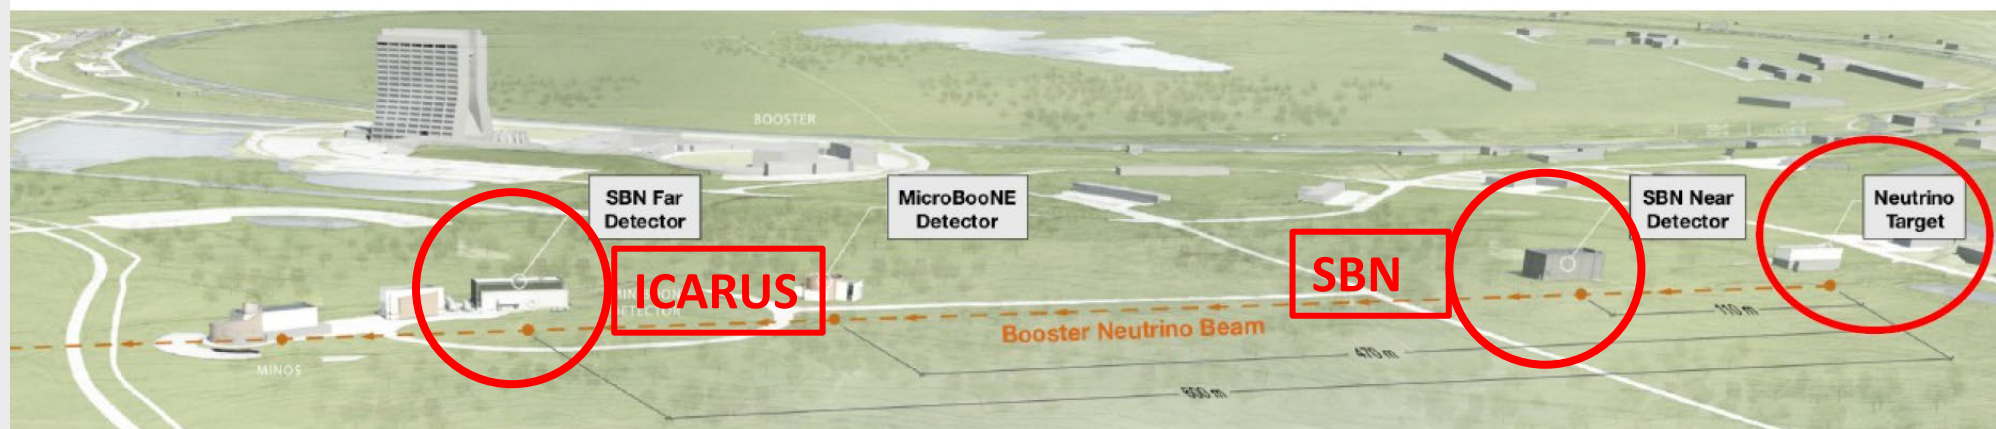 BOOSTER
SBN Far
Detector
MicroBooNE
Detector
SBN Near
Detector
Neutrino
Target
ICARUS
SBN
DETECTOR
Booster Neutrino Beam
110 m
470 m
600 m
MINOS